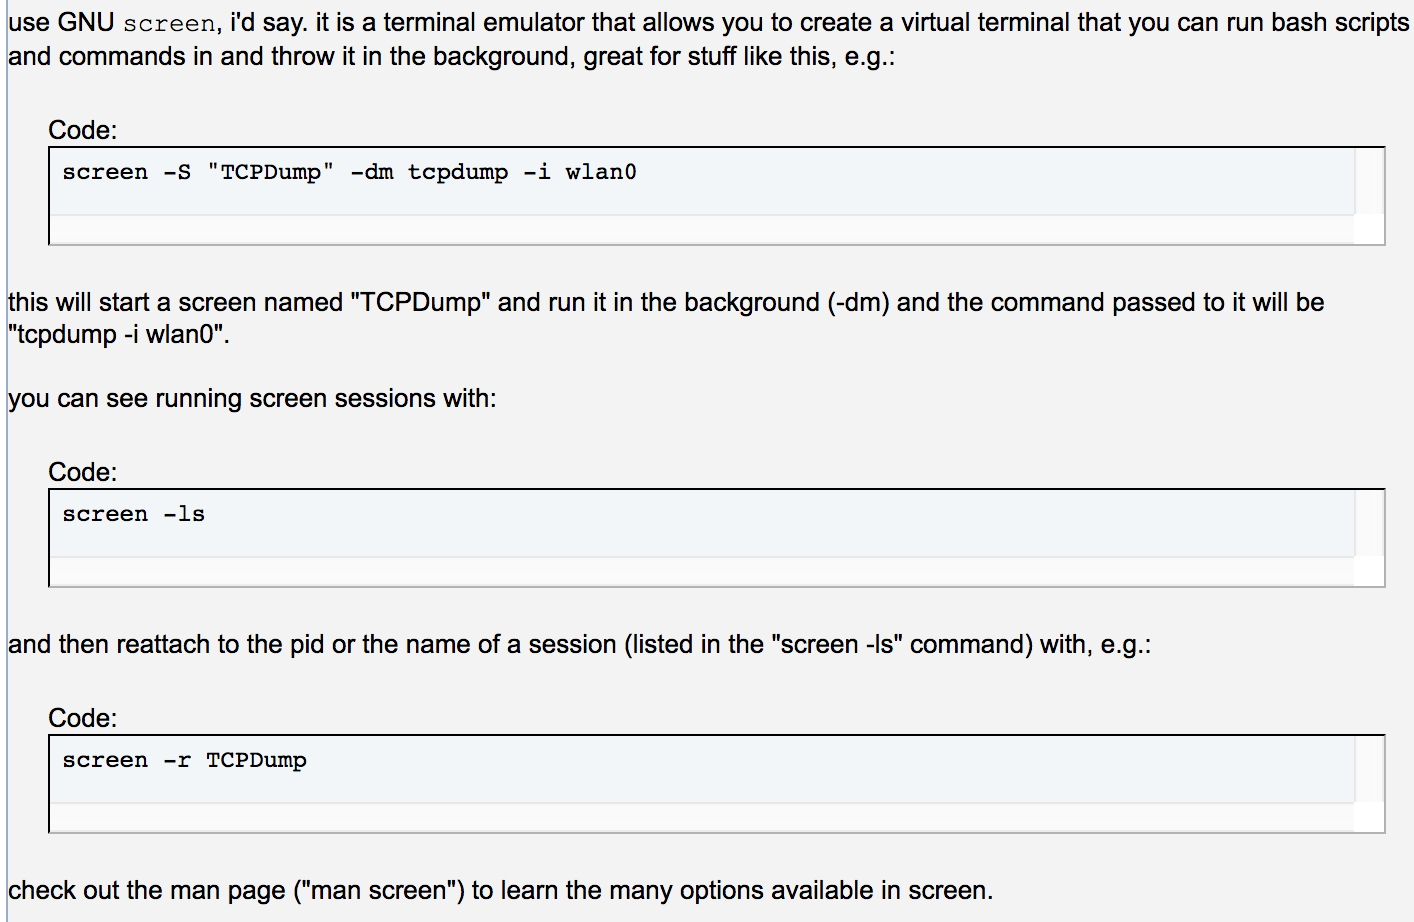 use GNU screen, i'd say. it is a terminal emulator that allows you to create a virtual terminal that you can run bash scripts
and commands in and throw it in the background, great for stuff like this, e.g.:
Code:
screen -S "TCPDump" -dm tcpdump -i wlan0
this will start a screen named "TCPDump" and run it in the background (-dm) and the command passed to it will be
"tcpdump -i wlan0".
you can see running screen sessions with:
Code:
screen -ls
and then reattach to the pid or the name of a session (listed in the "screen -ls" command) with, e.g.:
Code:
screen -r TCPDump
check out the man page ("man screen") to learn the many options available in screen.